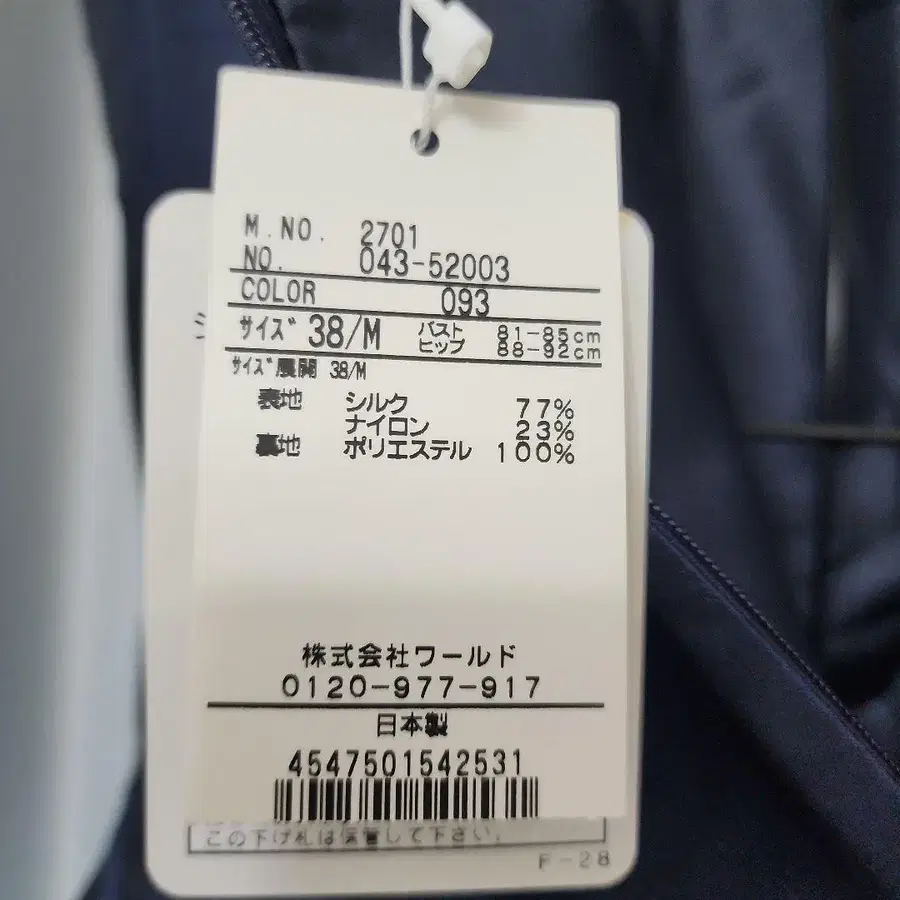 M.NO. 2701
NO. 043-52003
COLOR 093
サイズ 38/M バスト 81-85cm
ヒップ 88-92cm
サイズ展開 38/M
表地 シルク 77%
ナイロン 23%
裏地 ポリエステル 100%
株式会社ワールド
0120-977-917
日本製
4547501542531
この下げ札は保管して下さい。
F-28